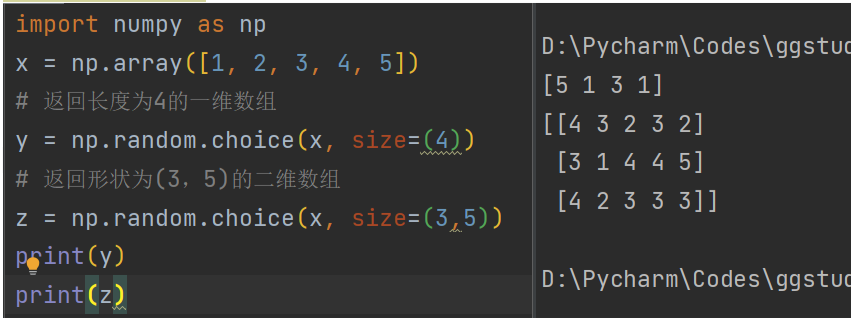 import numpy as np
x = np.array([1, 2, 3, 4, 5])
# 返回长度为4的一维数组
y = np.random.choice(x, size=(4))
# 返回形状为(3，5)的二维数组
z = np.random.choice(x, size=(3,5))
print(y)
print(z)
D:\Pycharm\Codes\ggstud
[5 1 3 1]
[[4 3 2 3 2]
 [3 1 4 4 5]
 [4 2 3 3 3]]
D:\Pycharm\Codes\ggstud